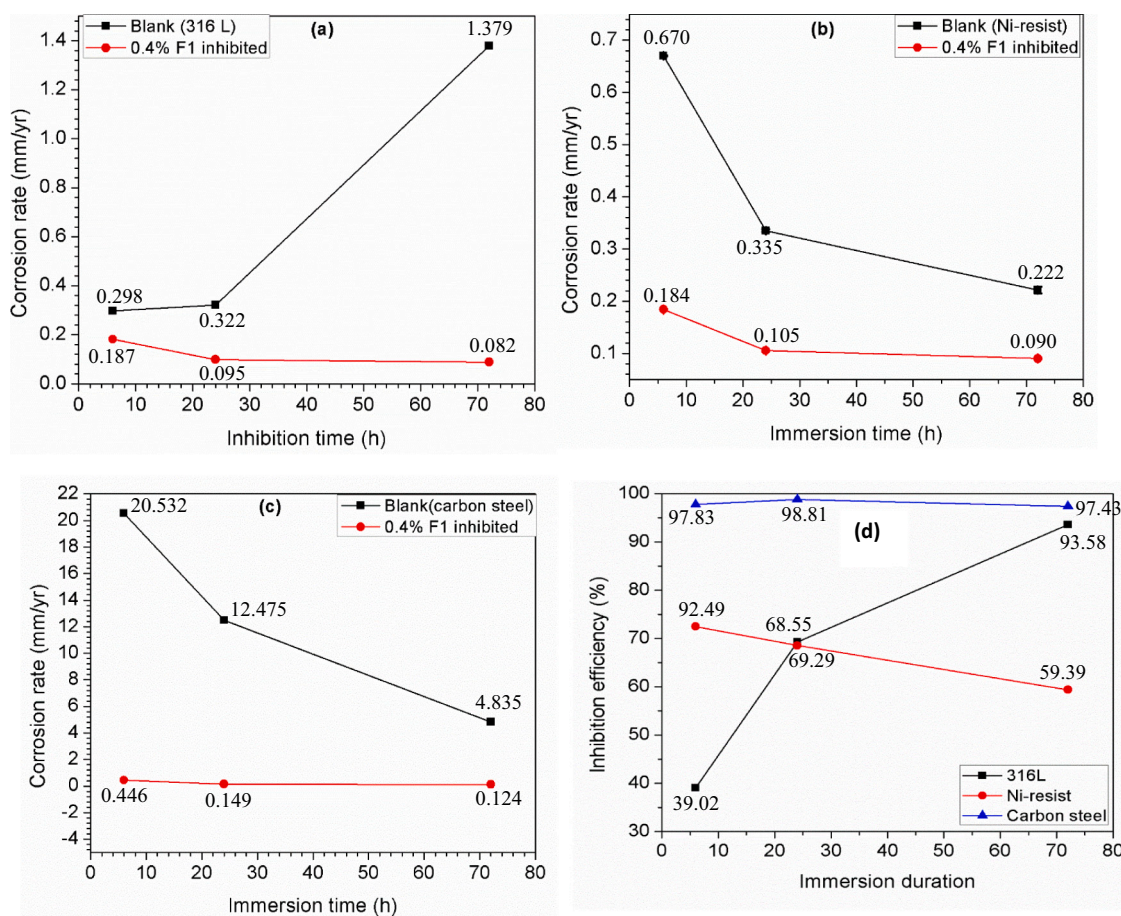 (a)
Blank (316 L)
0.4% F1 inhibited
1.379
1.4
1.2
1.0
0.8
0.6
0.4
0.2
0.0
Corrosion rate (mm/yr)
0.298
0.322
0.187
0.095
0.082
0 10 20 30 40 50 60 70 80
Inhibition time (h)
(b)
Blank (Ni-resist)
0.4% F1 inhibited
0.7
0.6
0.5
0.4
0.3
0.2
0.1
Corrosion rate (mm/yr)
0.670
0.335
0.222
0.184
0.105
0.090
0 10 20 30 40 50 60 70 80
Immersion time (h)
(c)
Blank(carbon steel)
0.4% F1 inhibited
22
20
18
16
14
12
10
8
6
4
2
0
-2
-4
Corrosion rate (mm/yr)
20.532
12.475
4.835
0.446
0.149
0.124
0 10 20 30 40 50 60 70 80
Immersion time (h)
(d)
100
90
80
70
60
50
40
30
Inhibition efficiency (%)
97.83
98.81
97.43
93.58
92.49
68.55
69.29
59.39
39.02
316L
Ni-resist
Carbon steel
0 10 20 30 40 50 60 70 80
Immersion duration